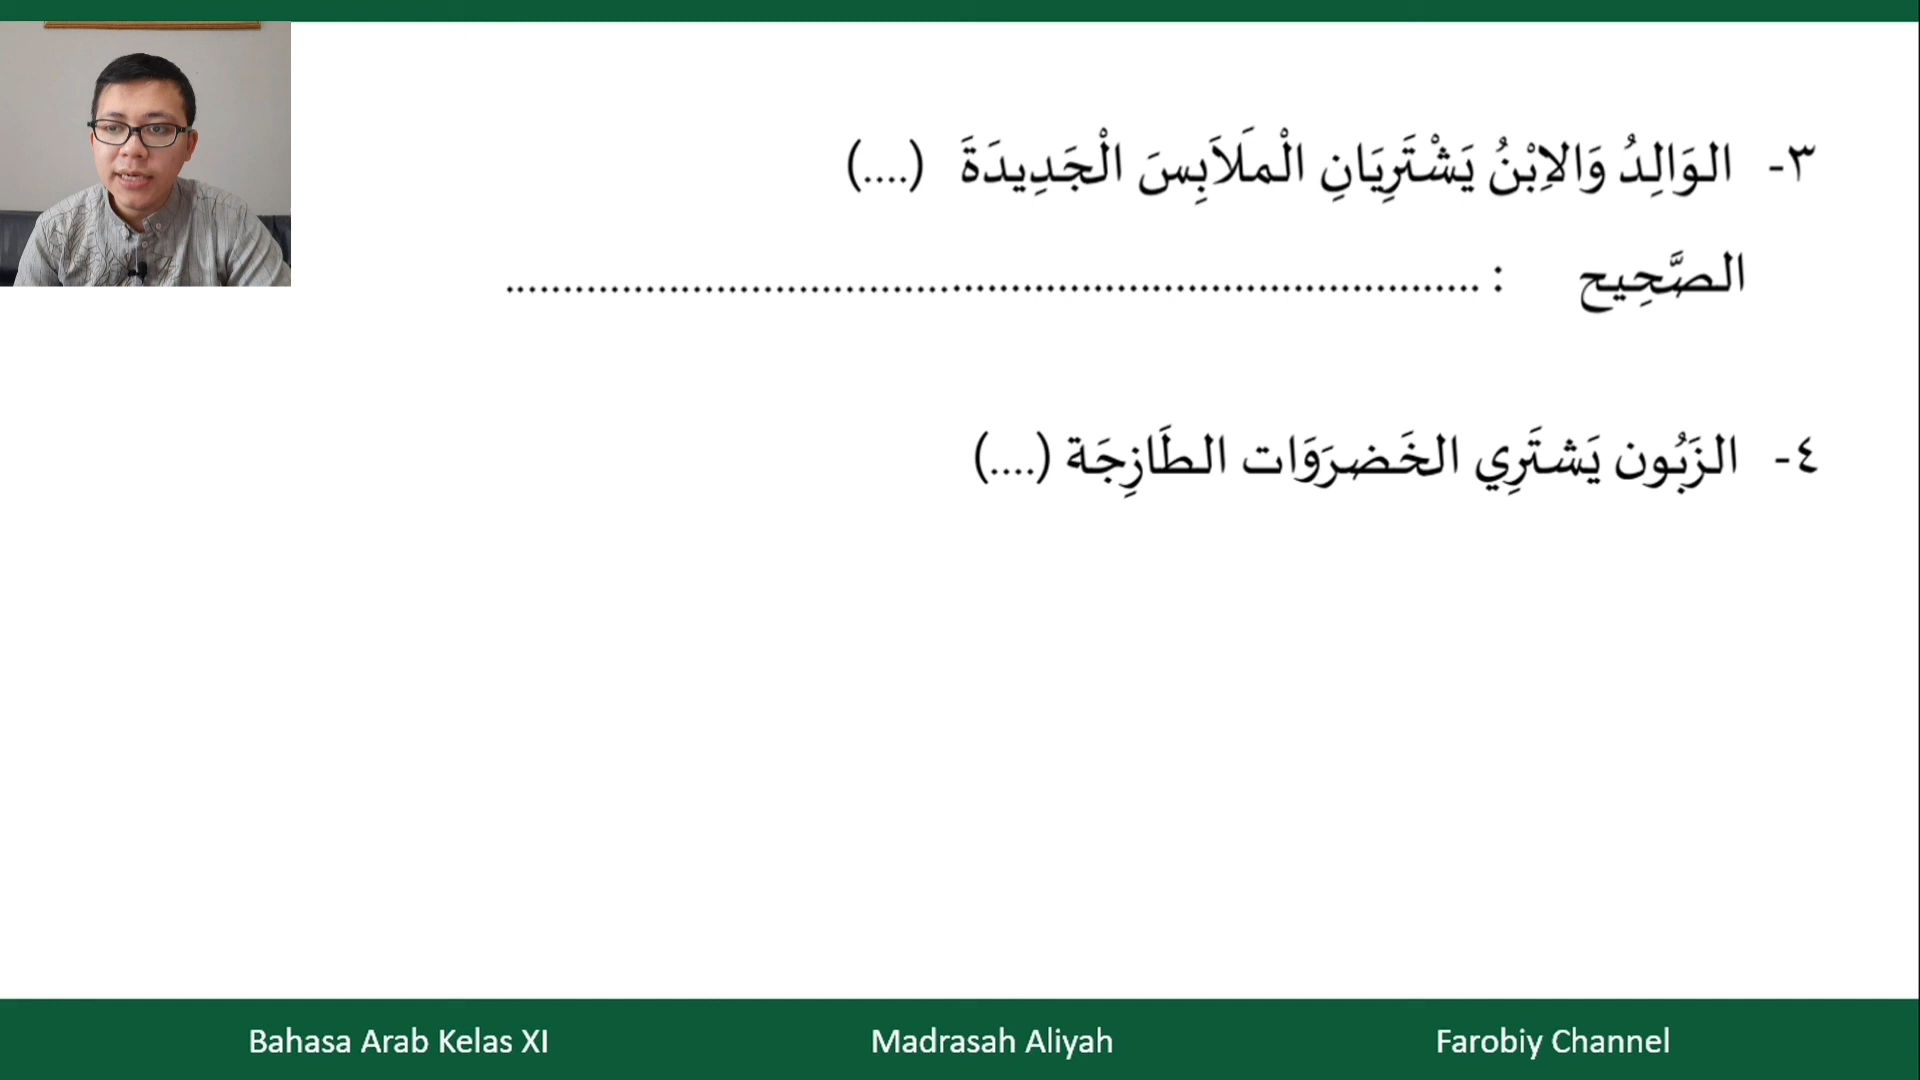 ٣- الوَالِدُ وَالاِبْنُ يَشْتَرِيَانِ الْملَاَبِسَ الْجَدِيدَةَ (....)
الصَّحِيح : ........................................................................................
٤- الزَبُون يَشتَرِي الخَضرَوَات الطَازِجَة (....)
Bahasa Arab Kelas XI
Madrasah Aliyah
Farobiy Channel